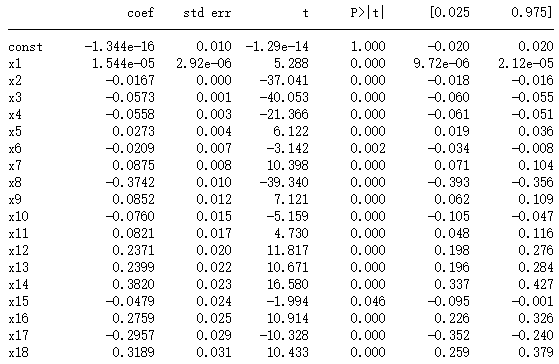 coef std err t P>|t| [0.025 0.975]
const -1.344e-16 0.010 -1.29e-14 1.000 -0.020 0.020
x1 1.544e-05 2.92e-06 5.288 0.000 9.72e-06 2.12e-05
x2 -0.0167 0.000 -37.041 0.000 -0.018 -0.016
x3 -0.0573 0.001 -40.053 0.000 -0.060 -0.055
x4 -0.0558 0.003 -21.366 0.000 -0.061 -0.051
x5 0.0273 0.004 6.122 0.000 0.019 0.036
x6 -0.0209 0.007 -3.142 0.002 -0.034 -0.008
x7 0.0875 0.008 10.398 0.000 0.071 0.104
x8 -0.3742 0.010 -39.340 0.000 -0.393 -0.356
x9 0.0852 0.012 7.121 0.000 0.062 0.109
x10 -0.0760 0.015 -5.159 0.000 -0.105 -0.047
x11 0.0821 0.017 4.730 0.000 0.048 0.116
x12 0.2371 0.020 11.817 0.000 0.198 0.276
x13 0.2399 0.022 10.671 0.000 0.196 0.284
x14 0.3820 0.023 16.580 0.000 0.337 0.427
x15 -0.0479 0.024 -1.994 0.046 -0.095 -0.001
x16 0.2759 0.025 10.914 0.000 0.226 0.326
x17 -0.2957 0.029 -10.328 0.000 -0.352 -0.240
x18 0.3189 0.031 10.433 0.000 0.259 0.379